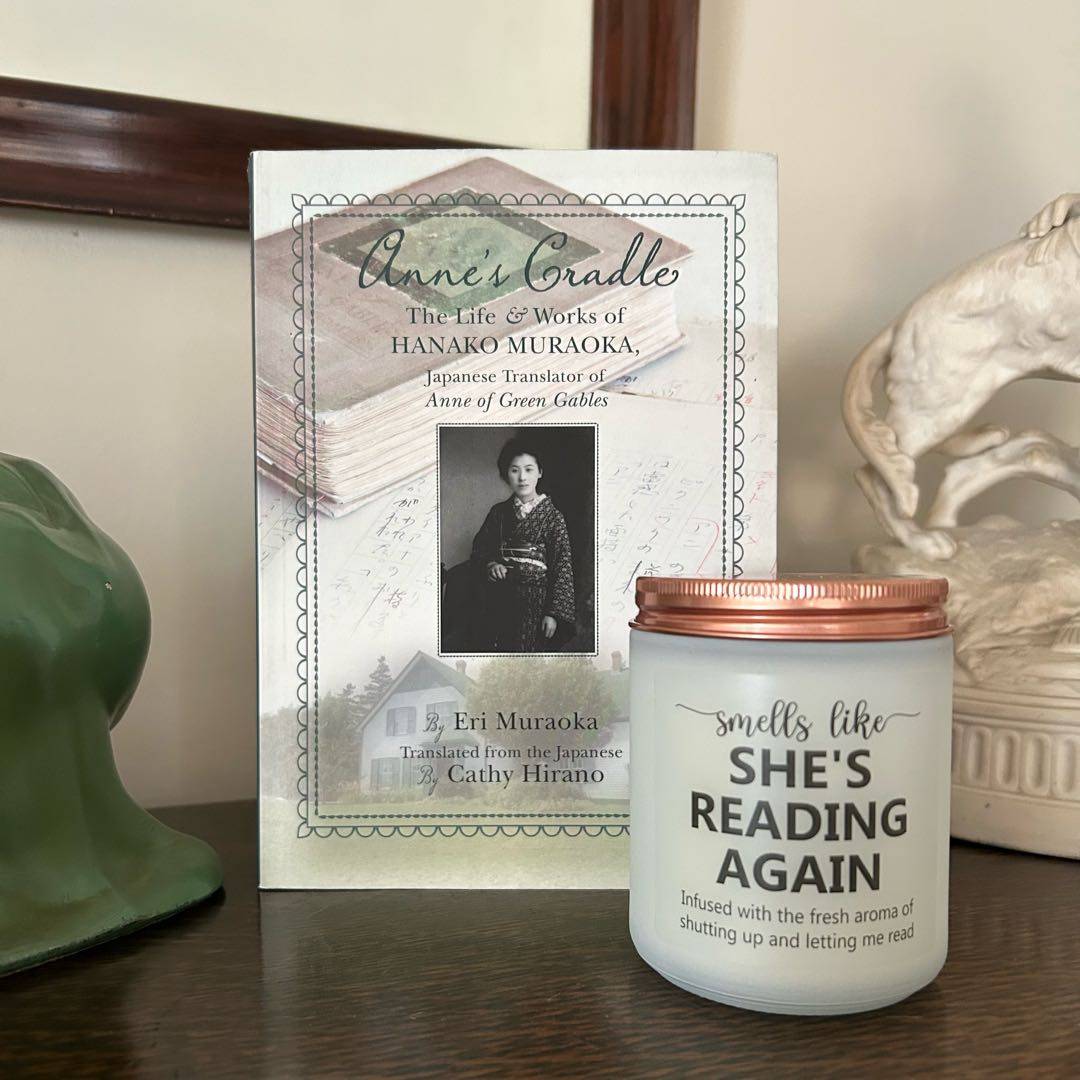 Anne's Cradle
The Life & Works of
HANAKO MURAOKA,
Japanese Translator of
Anne of Green Gables
By Eri Muraoka
Translated from the Japanese
By Cathy Hirano
smells like
SHE'S
READING
AGAIN
Infused with the fresh aroma of
shutting up and letting me read